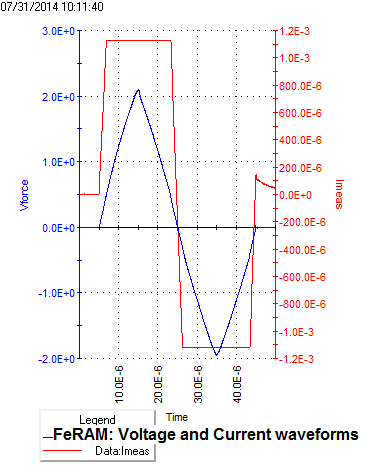 07/31/2014 10:11:40
3.0E+0
2.0E+0
1.0E+0
0.0E+0
-1.0E+0
-2.0E+0
Vforce
1.2E-3
1.0E-3
800.0E-6
600.0E-6
400.0E-6
200.0E-6
0.0E+0
-200.0E-6
-400.0E-6
-600.0E-6
-800.0E-6
-1.0E-3
-1.2E-3
Imeas
10.0E-6
20.0E-6
30.0E-6
40.0E-6
Time
Legend
FeRAM: Voltage and Current waveforms
Data:Imeas